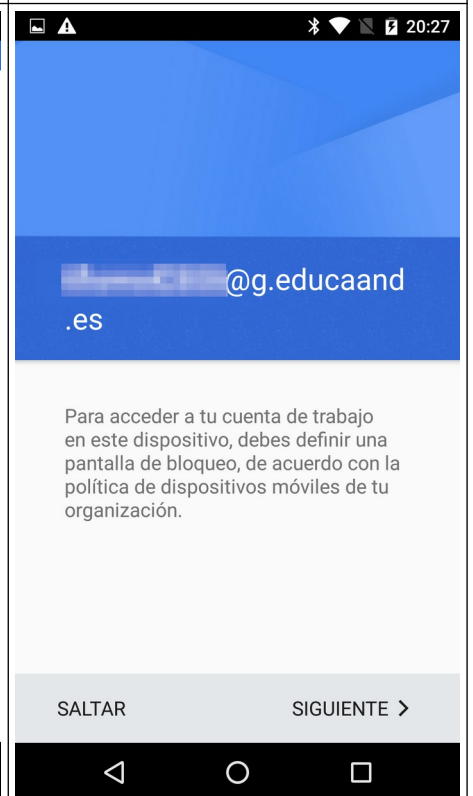 20:27
@g.educaand
.es
Para acceder a tu cuenta de trabajo
en este dispositivo, debes definir una
pantalla de bloqueo, de acuerdo con la
política de dispositivos móviles de tu
organización.
SALTAR SIGUIENTE